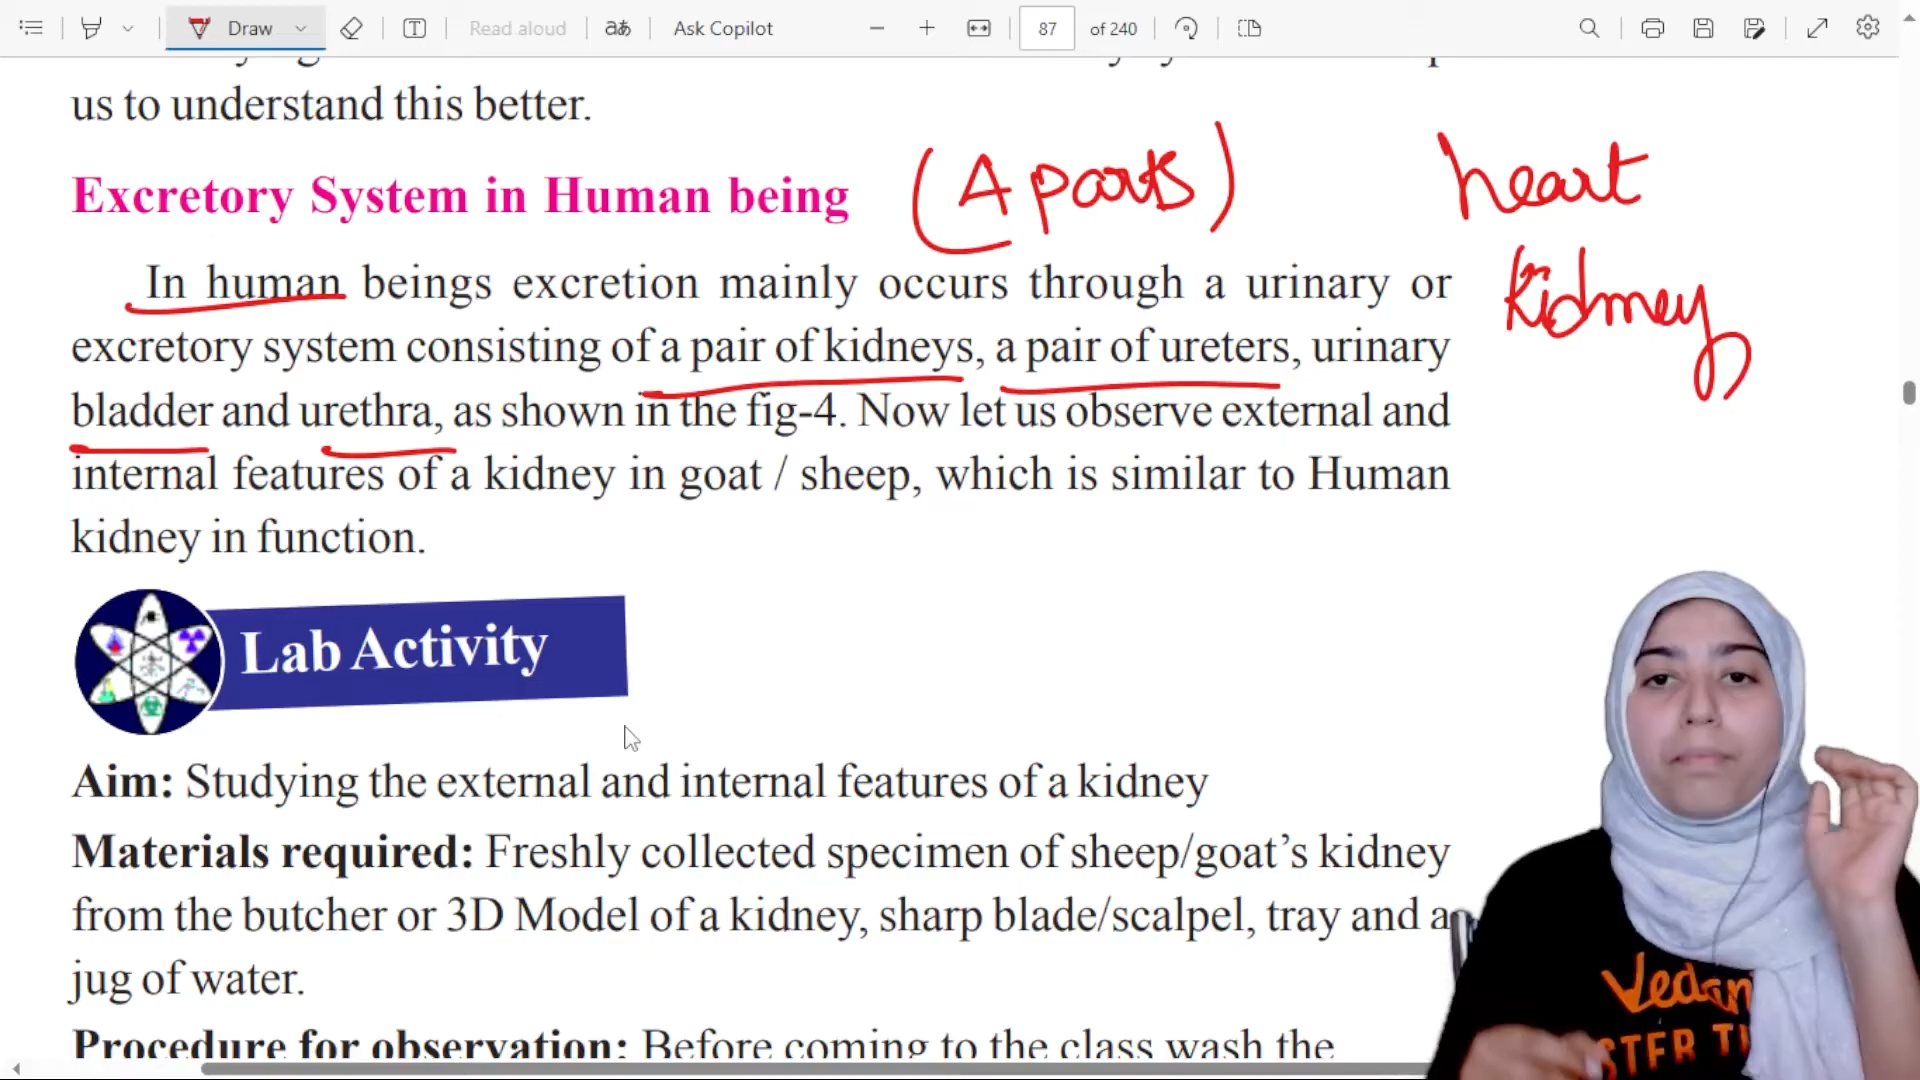 Draw
Read aloud
aあ
Ask Copilot
87
of 240
us to understand this better.
Excretory System in Human being
(4 parts)
heart
kidney
In human beings excretion mainly occurs through a urinary or
excretory system consisting of a pair of kidneys, a pair of ureters, urinary
bladder and urethra, as shown in the fig-4. Now let us observe external and
internal features of a kidney in goat / sheep, which is similar to Human
kidney in function.
Lab Activity
Aim: Studying the external and internal features of a kidney
Materials required: Freshly collected specimen of sheep/goat's kidney
from the butcher or 3D Model of a kidney, sharp blade/scalpel, tray and a
jug of water.
Procedure for observation: Before coming to the class wash the
Vedan
STER T